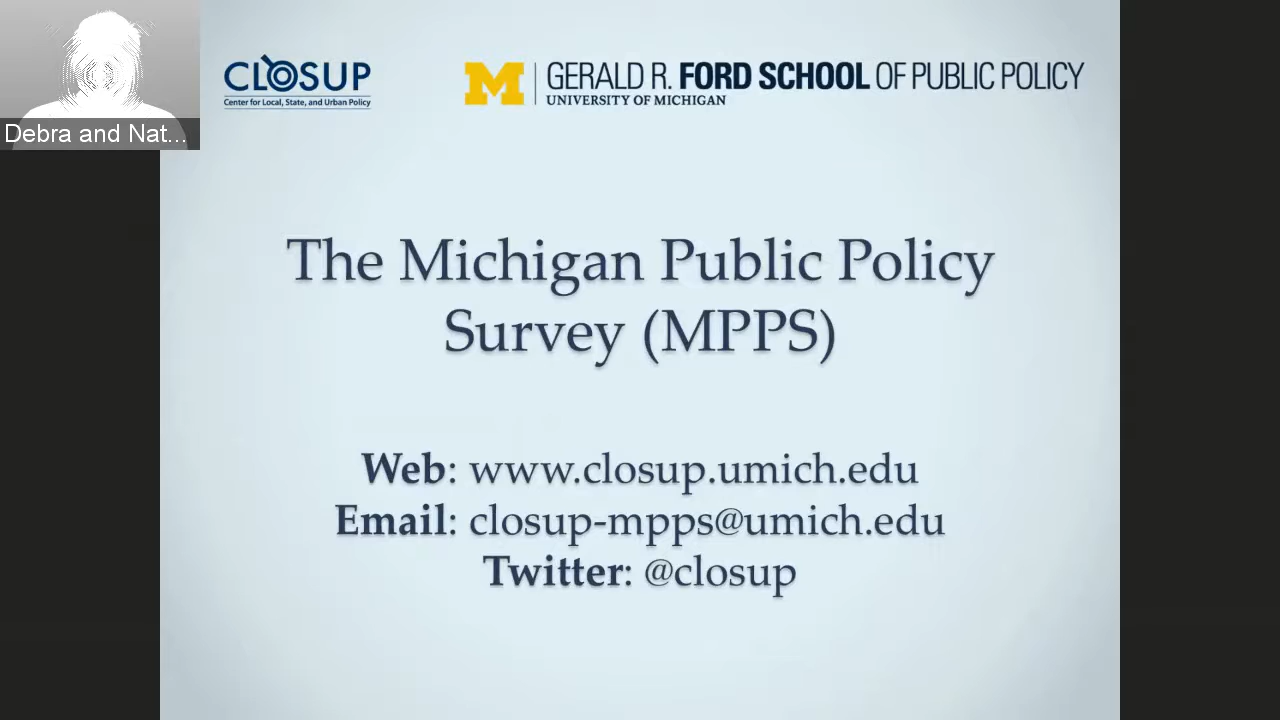 CLOSUP
Center for Local, State, and Urban Policy
M
GERALD R. FORD SCHOOL OF PUBLIC POLICY
UNIVERSITY OF MICHIGAN
Debra and Nat...
The Michigan Public Policy
Survey (MPPS)
Web: www.closup.umich.edu
Email: closup-mpps@umich.edu
Twitter: @closup